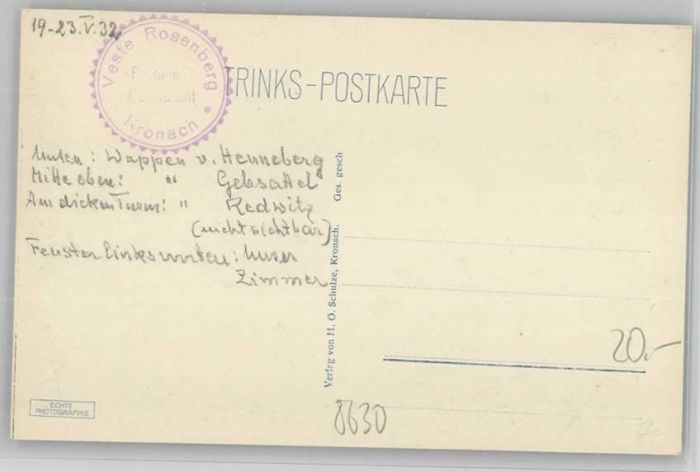 19-23.V.32
Veste Rosenberg
Kronach *
TRINKS-POSTKARTE
Unten: Wappen v. Henneberg
Mitte oben: " Gebsattel
Am dicken Turm: " Redwitz
(nicht sichtbar)
Fenster links unten: Unser
Zimmer
Verlag von H. O. Schulze, Kronach. Ges. gesch
20.-
8630
7-
ECHTE
PHOTOGRAPHIE